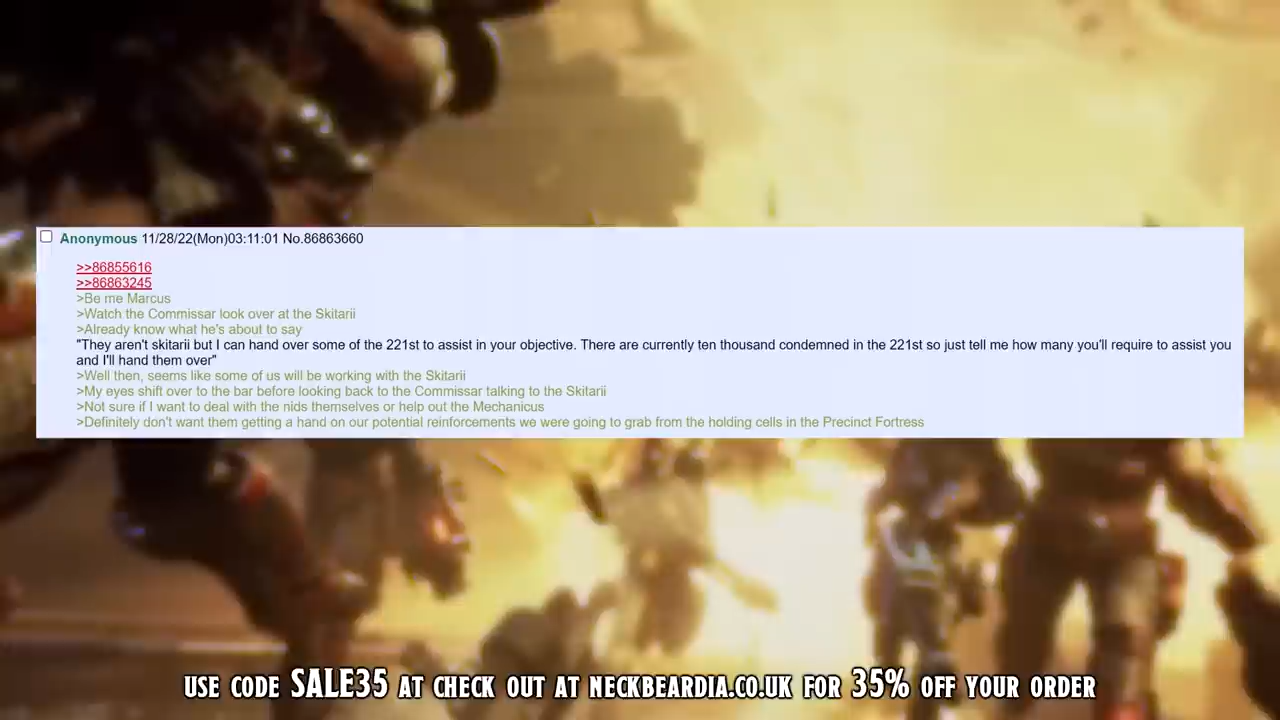 Anonymous 11/28/22(Mon)03:11:01 No.86863660
>>86855616
>>86863245
>Be me Marcus
>Watch the Commissar look over at the Skitarii
>Already know what he's about to say
"They aren't skitarii but I can hand over some of the 221st to assist in your objective. There are currently ten thousand condemned in the 221st so just tell me how many you'll require to assist you
and I'll hand them over"
>Well then, seems like some of us will be working with the Skitarii
>My eyes shift over to the bar before looking back to the Commissar talking to the Skitarii
>Not sure if I want to deal with the nids themselves or help out the Mechanicus
>Definitely don't want them getting a hand on our potential reinforcements we were going to grab from the holding cells in the Precinct Fortress
USE CODE SALE35 AT CHECK OUT AT NECKBEARDIA.CO.UK FOR 35% OFF YOUR ORDER